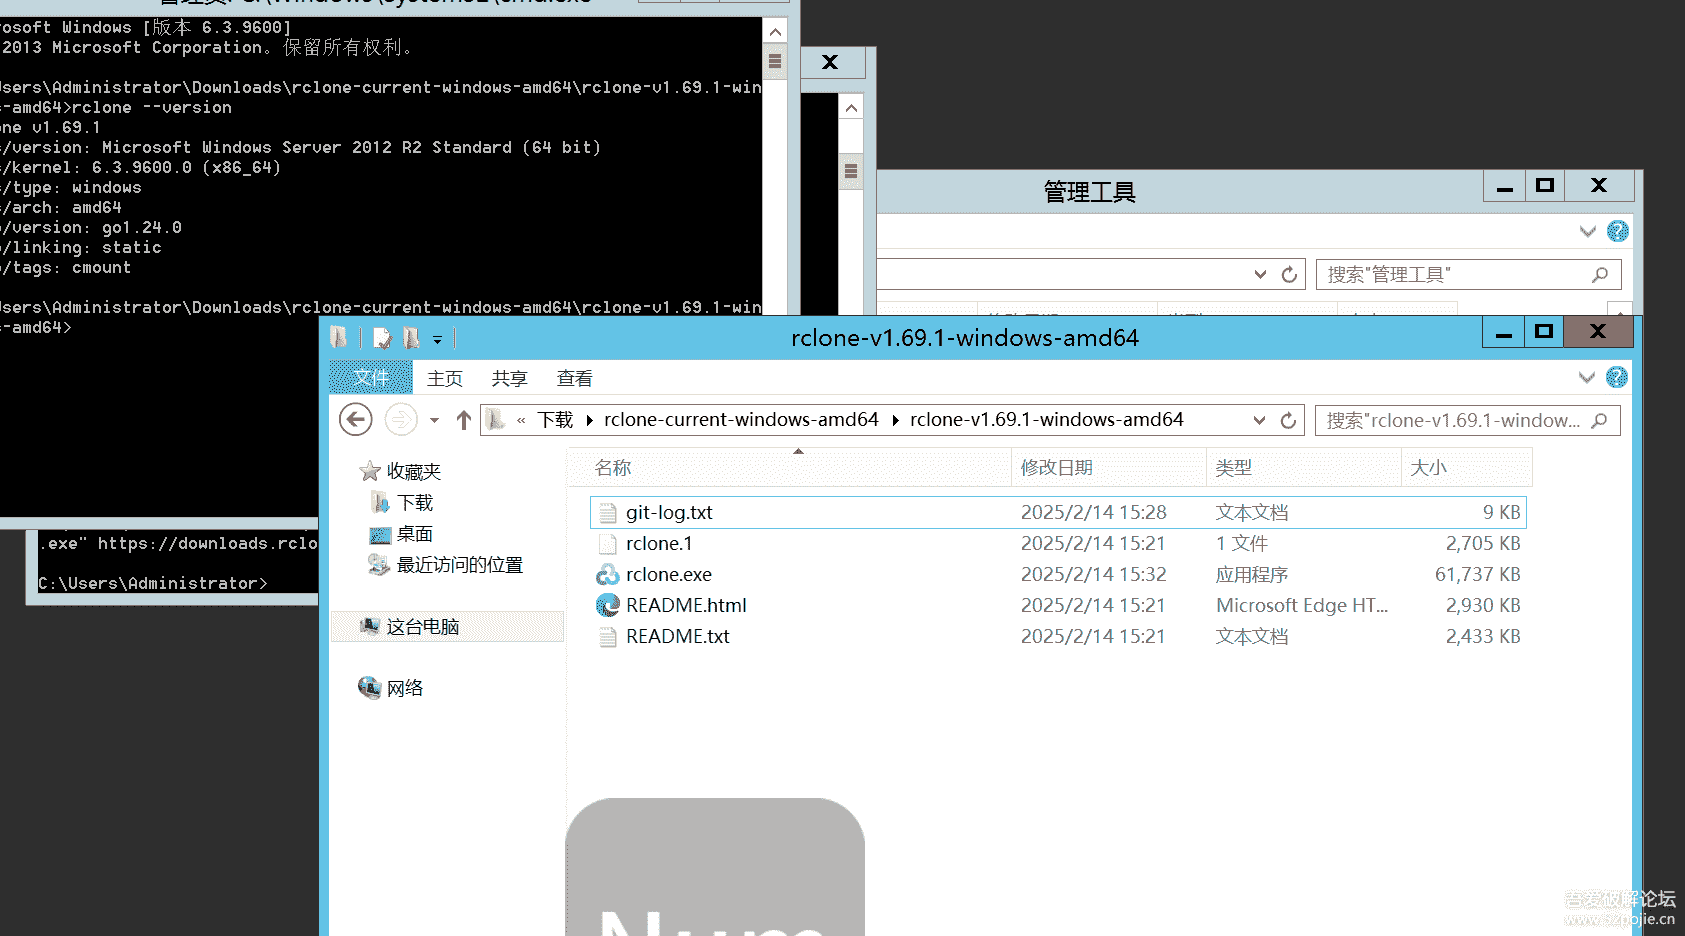 管理员: C:\Windows\system32\cmd.exe
rosoft Windows [版本 6.3.9600]
2013 Microsoft Corporation。保留所有权利。
sers\Administrator\Downloads\rclone-current-windows-amd64\rclone-v1.69.1-win
s-amd64>rclone --version
one v1.69.1
/version: Microsoft Windows Server 2012 R2 Standard (64 bit)
/kernel: 6.3.9600.0 (x86_64)
/type: windows
/arch: amd64
/version: go1.24.0
/linking: static
/tags: cmount
sers\Administrator\Downloads\rclone-current-windows-amd64\rclone-v1.69.1-win
s-amd64>
管理工具
搜索"管理工具"
.exe" https://downloads.rclo
C:\Users\Administrator>
rclone-v1.69.1-windows-amd64
文件 主页 共享 查看
« 下载 rclone-current-windows-amd64 rclone-v1.69.1-windows-amd64
搜索"rclone-v1.69.1-window...
收藏夹
下载
桌面
最近访问的位置
这台电脑
网络
名称 修改日期 类型 大小
git-log.txt 2025/2/14 15:28 文本文档 9 KB
rclone.1 2025/2/14 15:21 1 文件 2,705 KB
rclone.exe 2025/2/14 15:32 应用程序 61,737 KB
README.html 2025/2/14 15:21 Microsoft Edge HT... 2,930 KB
README.txt 2025/2/14 15:21 文本文档 2,433 KB
Num
吾爱破解论坛
www.52pojie.cn